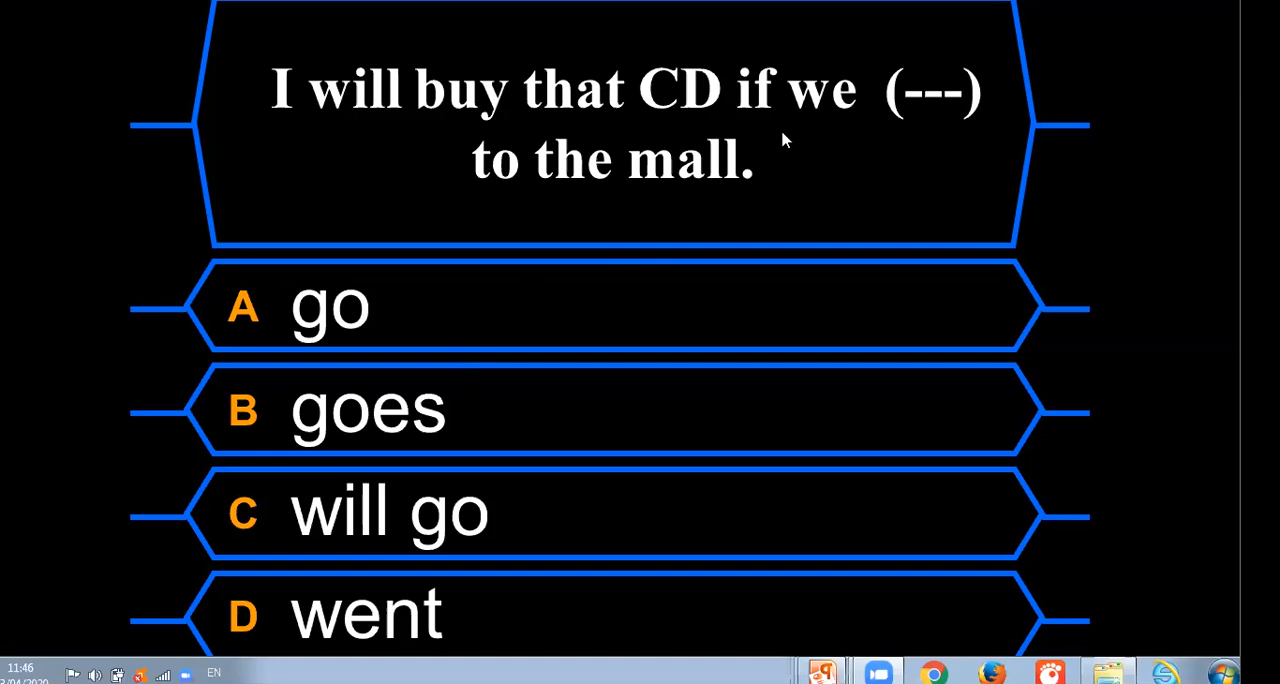 I will buy that CD if we (---)
to the mall.
A go
B goes
C will go
D went
11:46
EN